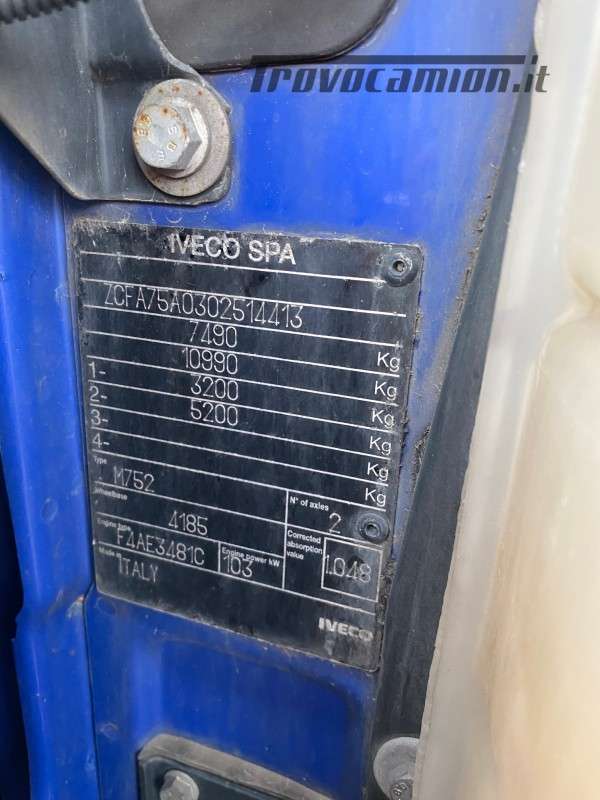 Trovocamion.it
IVECO SPA
ZCFA75A0302514413
7490 Kg
10990 Kg
1- 3200 Kg
2- 5200 Kg
3- Kg
4- Kg
Type M752
Wheelbase 4185
N° of axles 2
Engine type F4AE3481C
Engine power kW 103
Corrected absorption value 1.048
Made in ITALY
IVECO
8.8